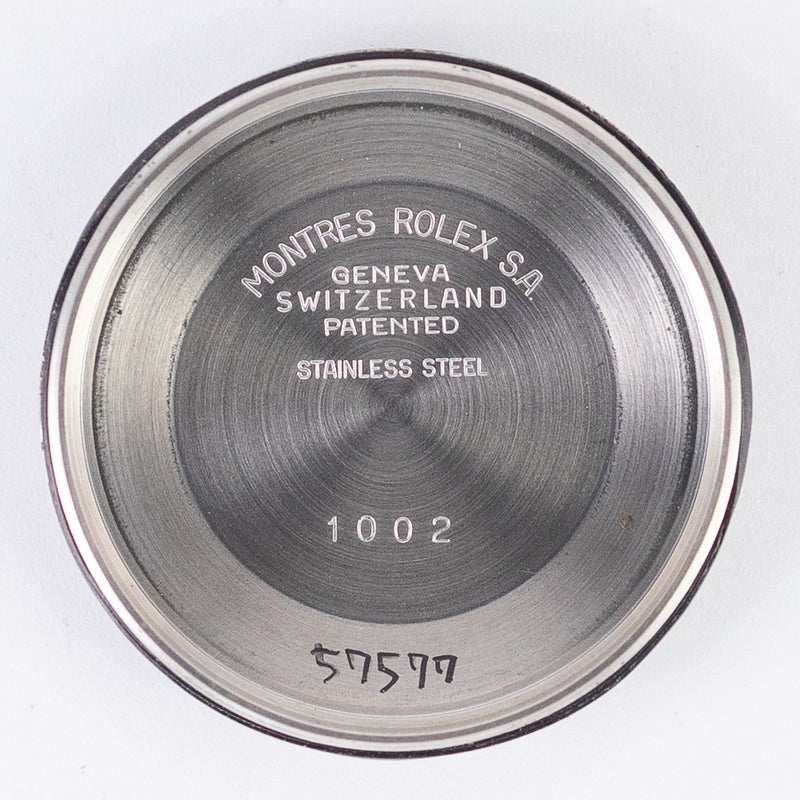 MONTRES ROLEX S.A.
GENEVA
SWITZERLAND
PATENTED
STAINLESS STEEL
1002
57577